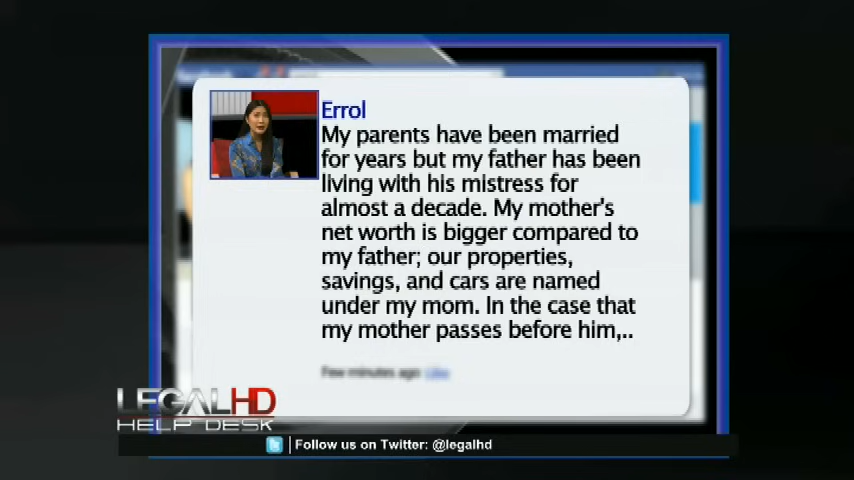 Errol
My parents have been married
for years but my father has been
living with his mistress for
almost a decade. My mother's
net worth is bigger compared to
my father; our properties,
savings, and cars are named
under my mom. In the case that
my mother passes before him,..
Few minutes ago Like
LEGALHD
HELP DESK
Follow us on Twitter: @legalhd